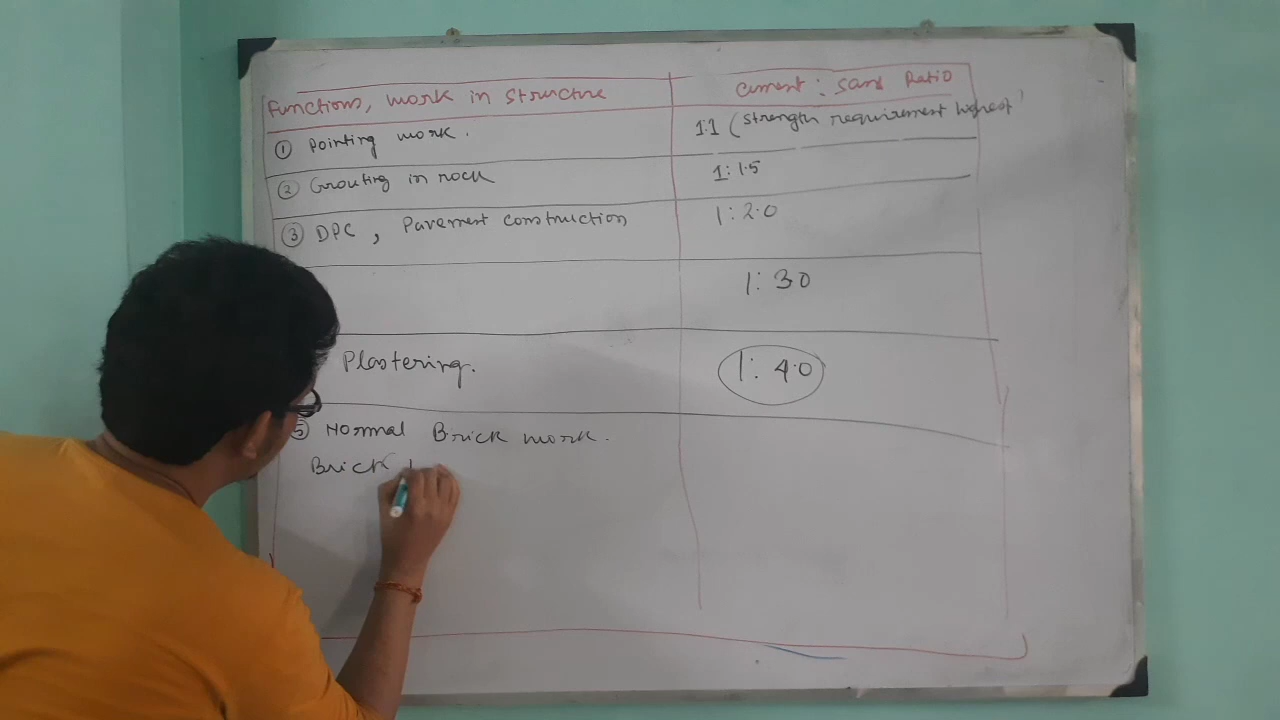 Functions, work in structure
cement : sand Ratio
① Pointing work.
1:1 (strength requirement highest)
② Grouting in rock
1:1.5
③ DPC, Pavement construction
1:2.0
1:30
Plastering.
1:4.0
⑤ Normal Brick work.
Brick